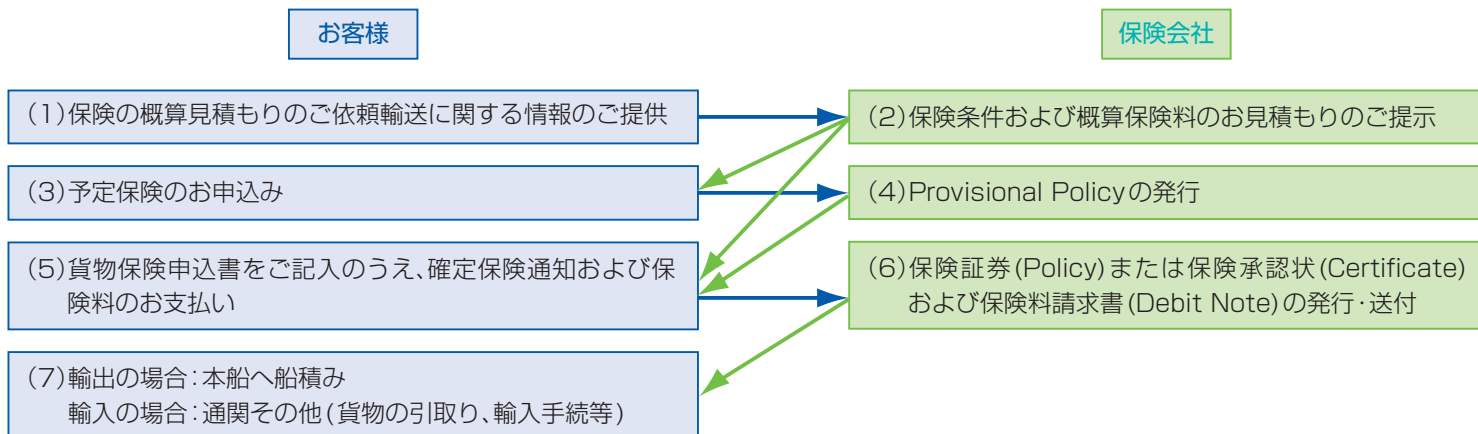 お客様
保険会社
(1)保険の概算見積もりのご依頼輸送に関する情報のご提供
(2)保険条件および概算保険料のお見積もりのご提示
(3)予定保険のお申込み
(4)Provisional Policyの発行
(5)貨物保険申込書をご記入のうえ、確定保険通知および保
険料のお支払い
(6)保険証券(Policy)または保険承認状(Certificate)
および保険料請求書(Debit Note)の発行・送付
(7)輸出の場合:本船へ船積み
輸入の場合:通関その他(貨物の引取り、輸入手続等)